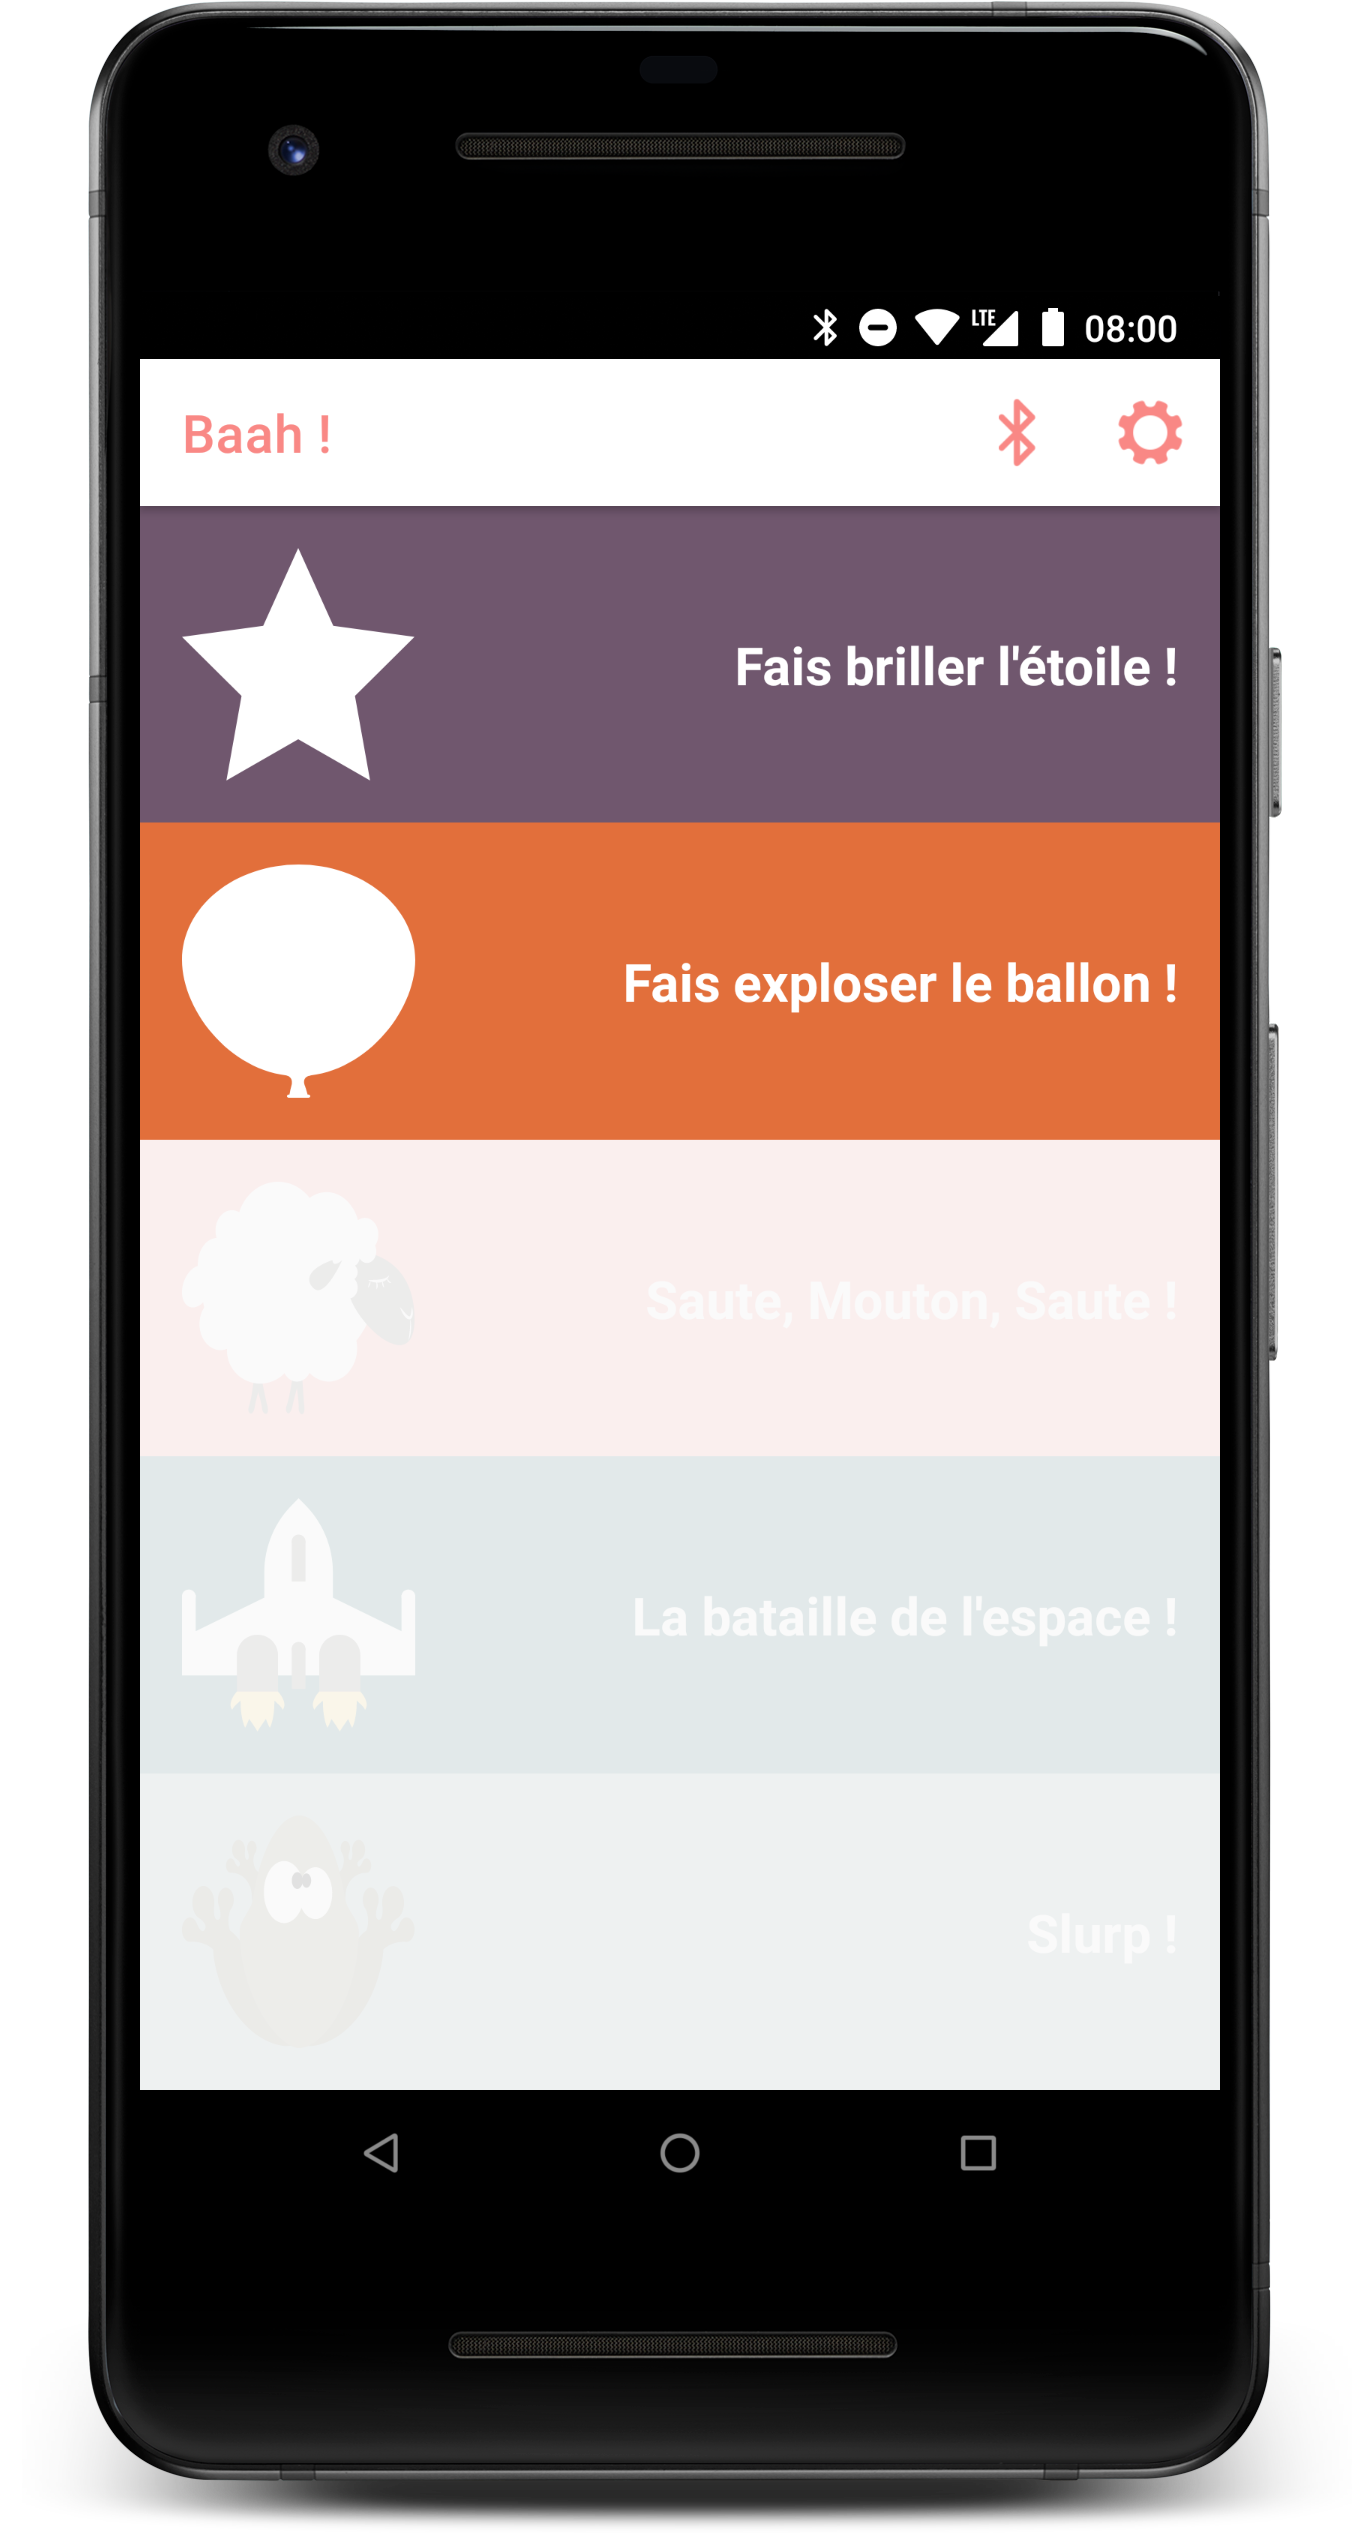 LTE 08:00
Baah !
Fais briller l'étoile !
Fais exploser le ballon !
Saute, Mouton, Saute !
La bataille de l'espace !
Slurp !